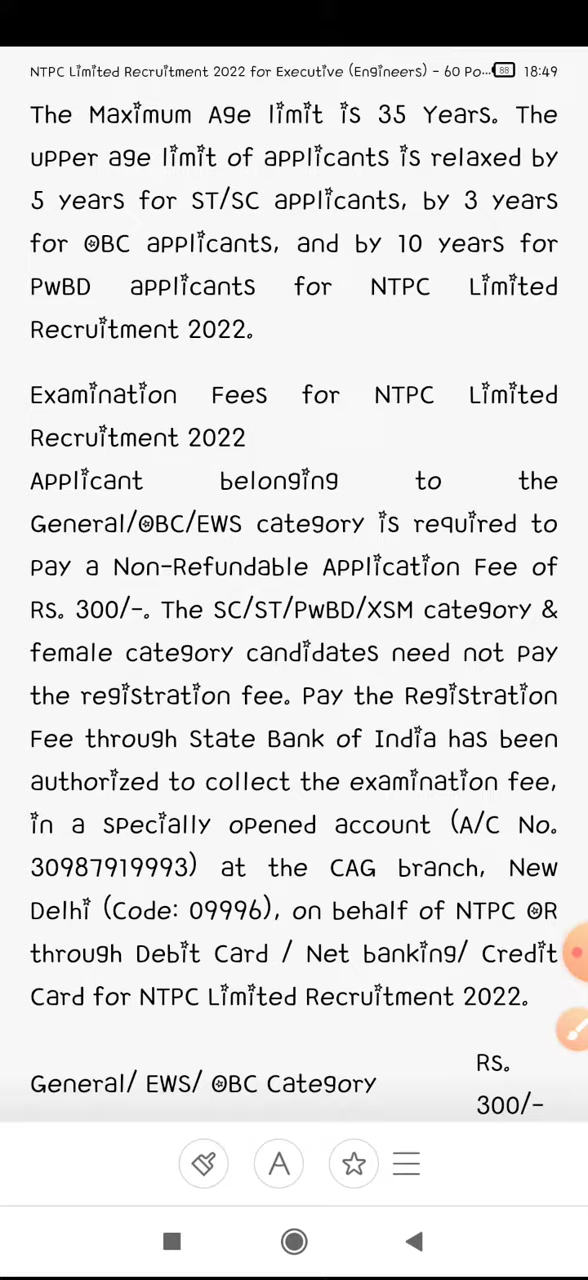 NTPC Limited Recruitment 2022 for Executive (Engineers) - 60 Po... 88 18:49
The Maximum Age limit is 35 Years. The
upper age limit of applicants is relaxed by
5 years for ST/SC applicants, by 3 years
for OBC applicants, and by 10 years for
PwBD applicants for NTPC Limited
Recruitment 2022.
Examination Fees for NTPC Limited
Recruitment 2022
Applicant belonging to the
General/OBC/EWS category is required to
pay a Non-Refundable Application Fee of
RS. 300/-. The SC/ST/PwBD/XSM category &
female category candidates need not pay
the registration fee. Pay the Registration
Fee through State Bank of India has been
authorized to collect the examination fee,
in a specially opened account (A/C No.
30987919993) at the CAG branch, New
Delhi (Code: 09996), on behalf of NTPC OR
through Debit Card / Net banking/ Credit
Card for NTPC Limited Recruitment 2022.
General/ EWS/ OBC Category
RS.
300/-
A